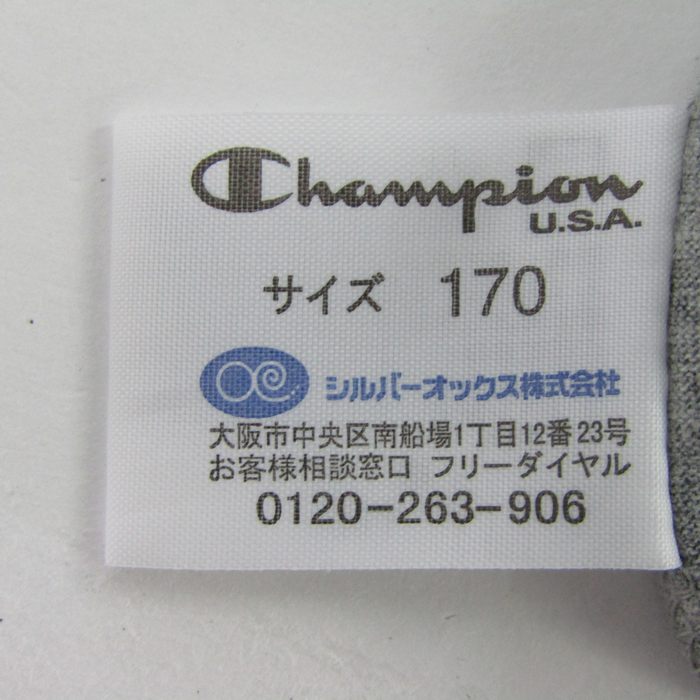 Champion
U.S.A.
サイズ 170
シルバーオックス株式会社
大阪市中央区南船場1丁目12番23号
お客様相談窓口 フリーダイヤル
0120-263-906